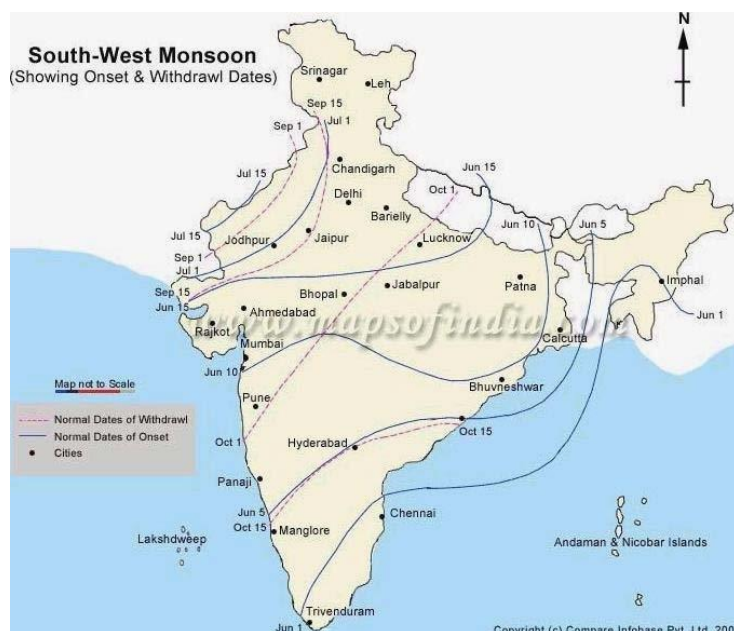 South-West Monsoon
(Showing Onset & Withdrawl Dates)
N
Srinagar
Leh
Sep 15
Sep 1
Jul 1
Chandigarh
Jul 15
Jun 15
Oct 1
Delhi
Barielly
Jun 10
Jun 5
Jul 15
Jodhpur
Jaipur
Lucknow
Sep 1
Jul 1
Imphal
Patna
Sep 15
Jun 15
Bhopal
Jabalpur
Ahmedabad
Jun 1
www.mapsofindia.com
Rajkot
Calcutta
Mumbai
Jun 10
Map not to Scale
Bhuvneshwar
Pune
Normal Dates of Withdrawl
Normal Dates of Onset
Cities
Oct 1
Oct 15
Hyderabad
Panaji
Jun 5
Oct 15
Chennai
Manglore
Lakshdweep
Andaman & Nicobar Islands
Trivenduram
Jun 1
Copyright (c) Compare Infobase Pvt. Ltd. 200